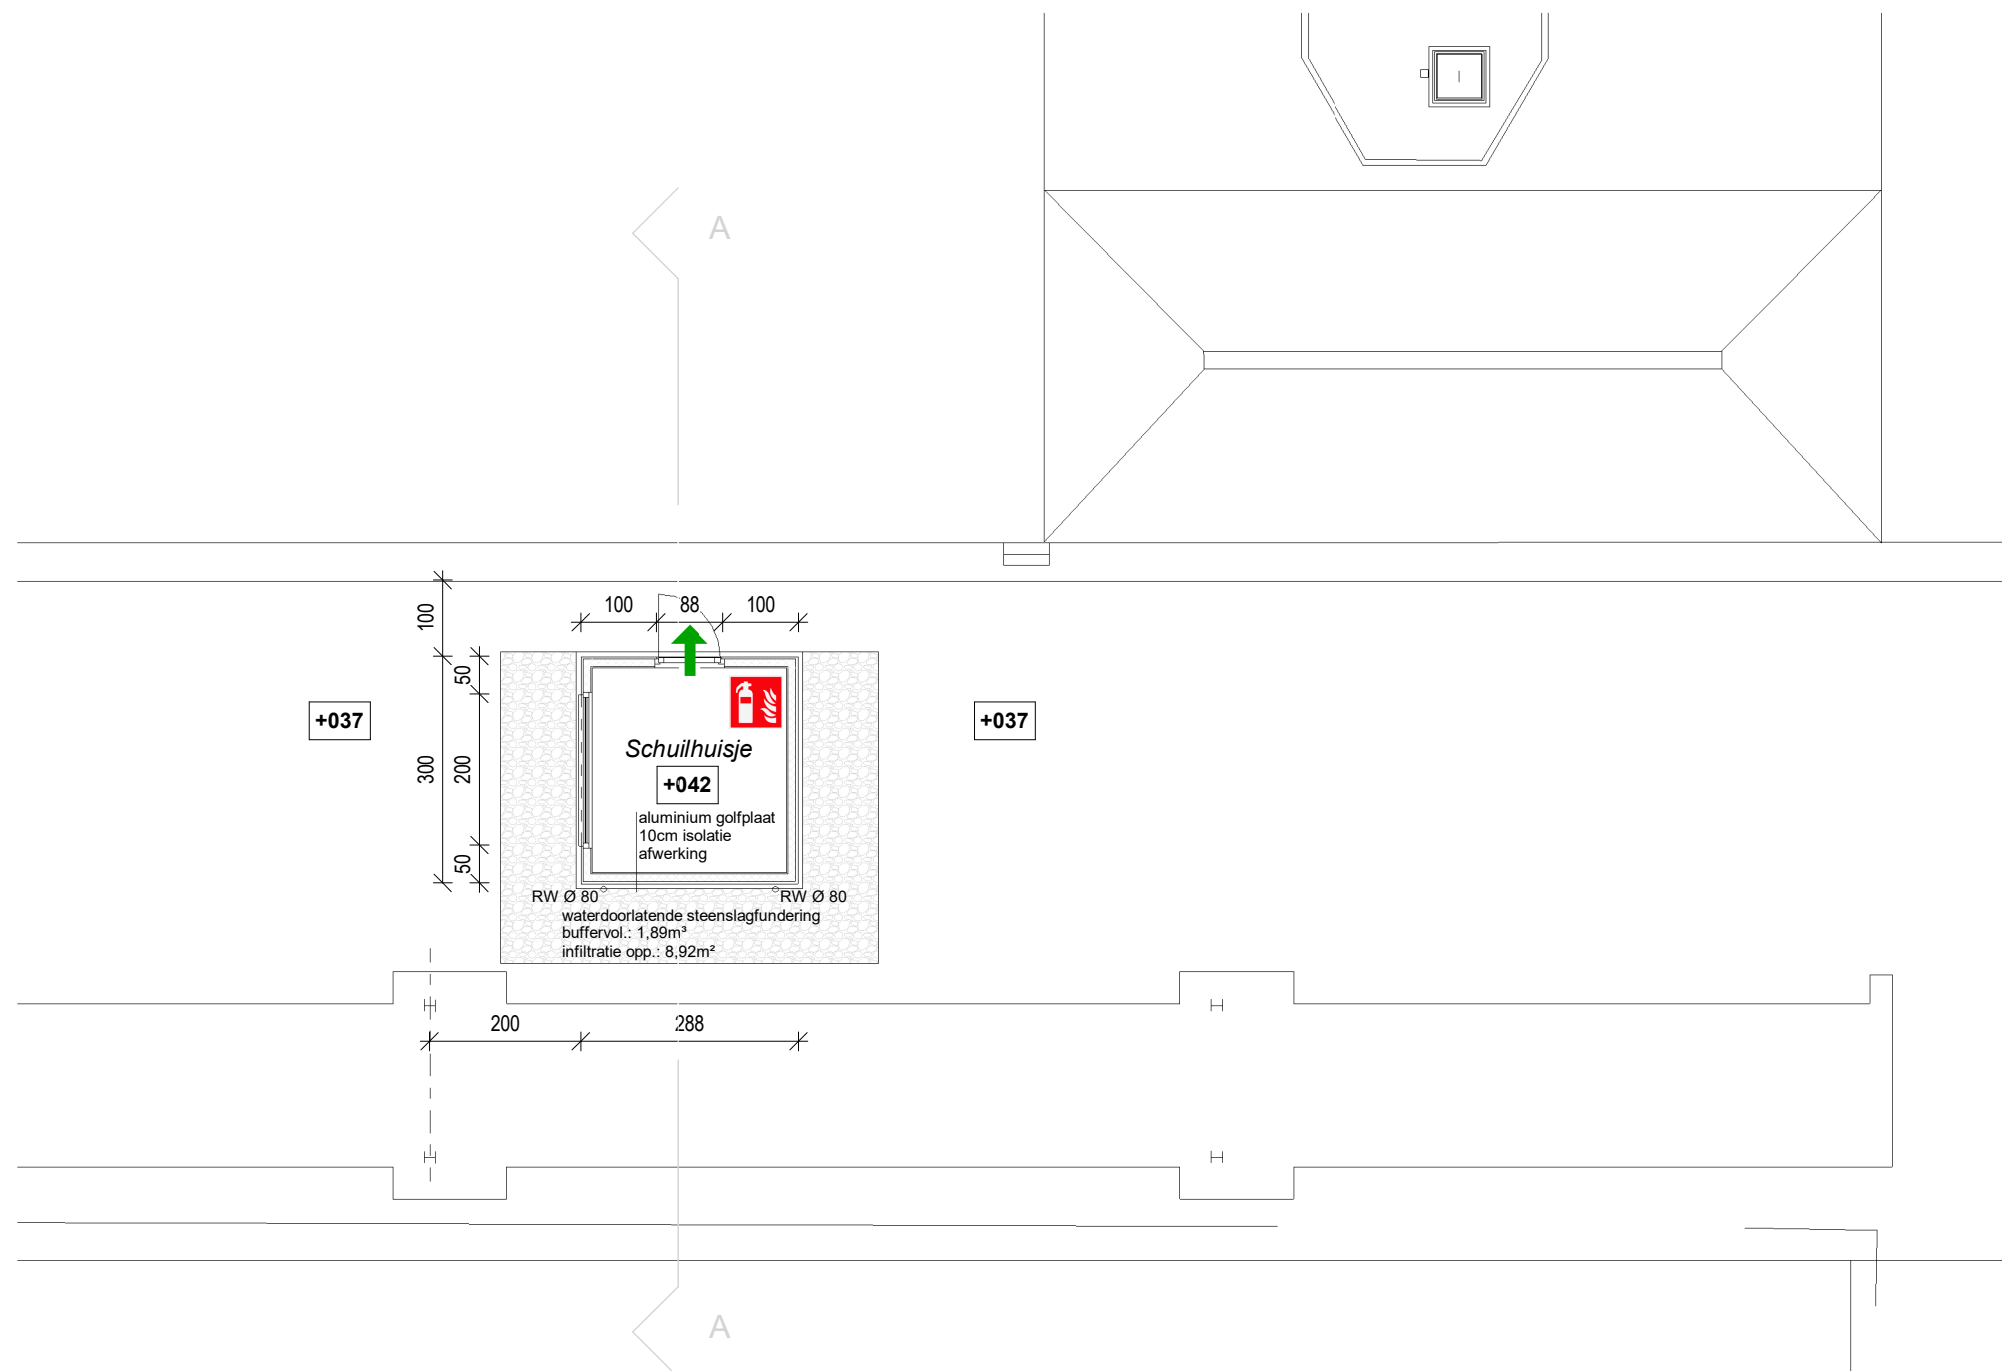 A
100
100
88
100
50
+037
+037
Schuilhuisje
300
200
+042
aluminium golfplaat
10cm isolatie
afwerking
50
RW Ø 80
RW Ø 80
waterdoorlatende steenslagfundering
buffervol.: 1,89m³
infiltratie opp.: 8,92m²
200
288
A